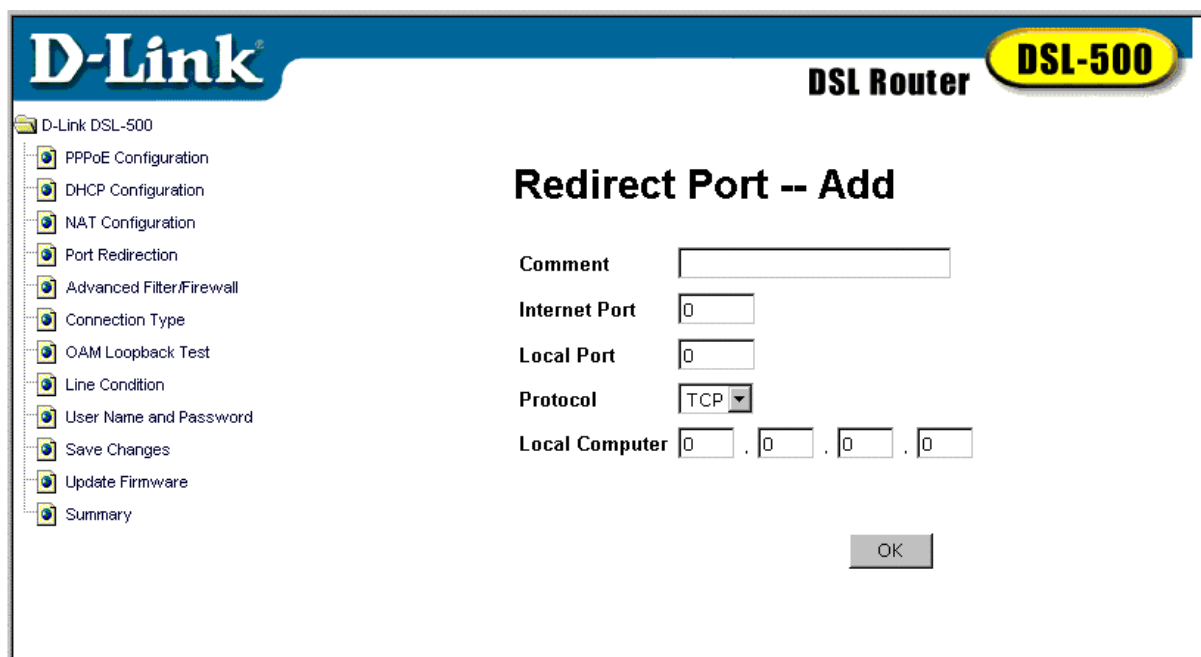 D-Link®
DSL Router
DSL-500
D-Link DSL-500
PPPoE Configuration
DHCP Configuration
NAT Configuration
Port Redirection
Advanced Filter/Firewall
Connection Type
OAM Loopback Test
Line Condition
User Name and Password
Save Changes
Update Firmware
Summary
Redirect Port -- Add
Comment
Internet Port 0
Local Port 0
Protocol TCP
Local Computer 0 . 0 . 0 . 0
OK